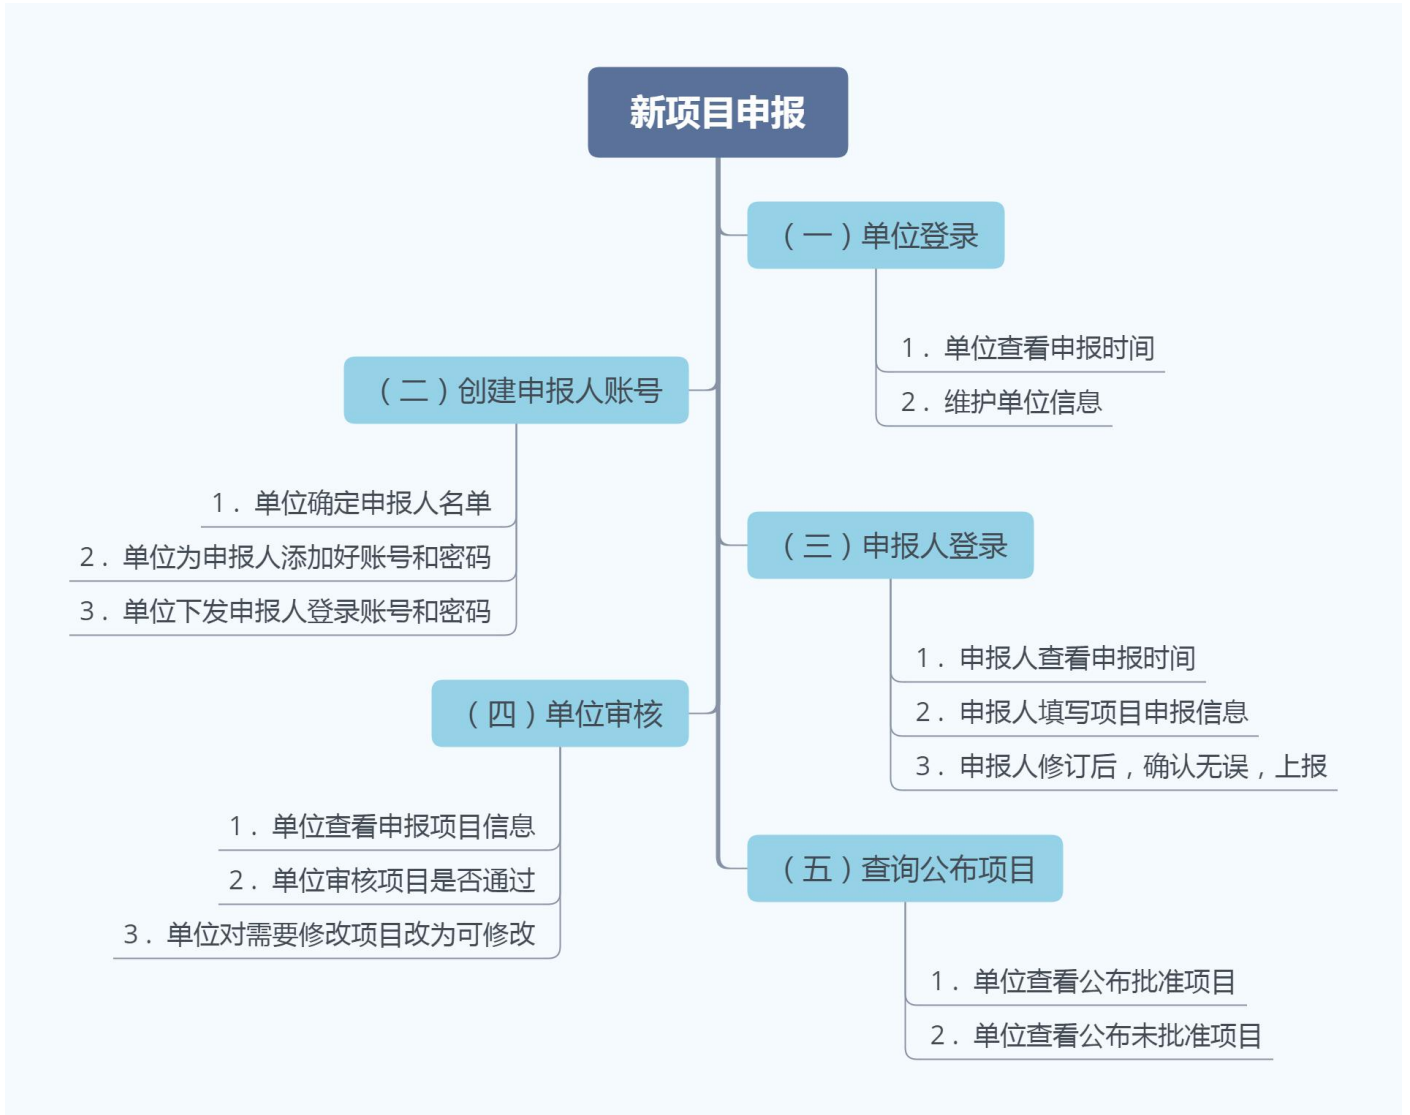 新项目申报
（一）单位登录
1. 单位查看申报时间
2. 维护单位信息
（二）创建申报人账号
1. 单位确定申报人名单
2. 单位为申报人添加好账号和密码
3. 单位下发申报人登录账号和密码
（三）申报人登录
1. 申报人查看申报时间
2. 申报人填写项目申报信息
3. 申报人修订后，确认无误，上报
（四）单位审核
1. 单位查看申报项目信息
2. 单位审核项目是否通过
3. 单位对需要修改项目改为可修改
（五）查询公布项目
1. 单位查看公布批准项目
2. 单位查看公布未批准项目